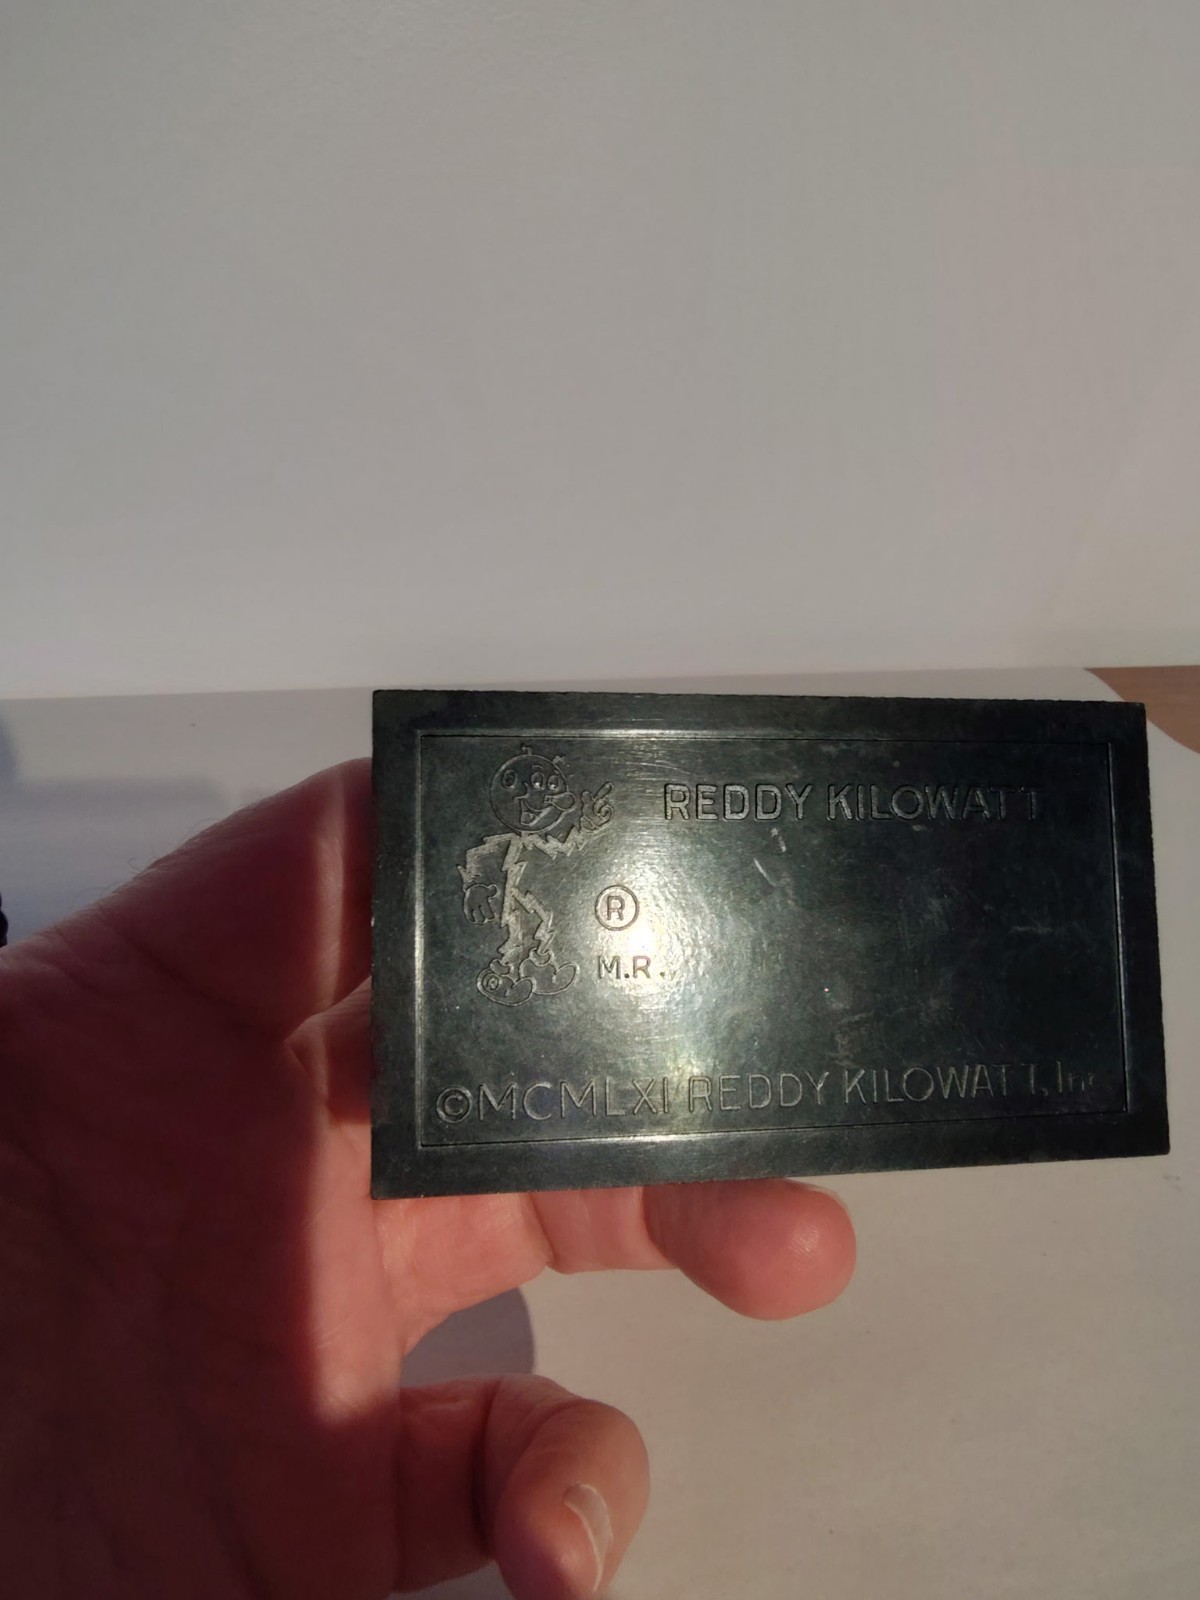 REDDY KILOWATT
®
M.R.
©MCMLXI REDDY KILOWATT, Inc